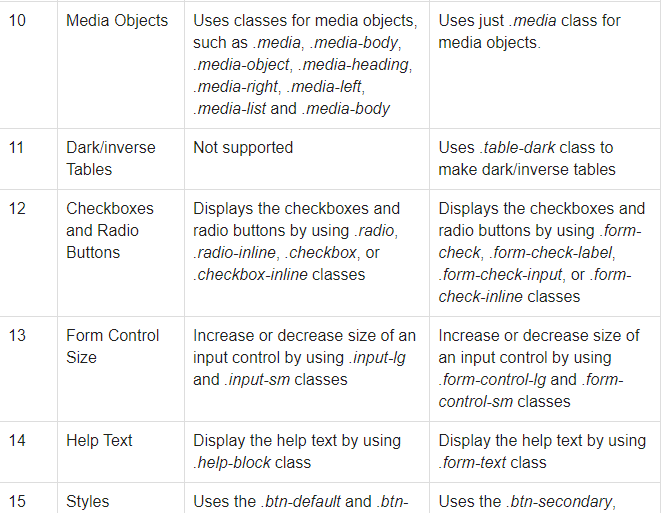 10
Media Objects
Uses classes for media objects,
such as .media, .media-body,
.media-object, .media-heading,
.media-right, .media-left,
.media-list and .media-body
Uses just .media class for
media objects.
11
Dark/inverse
Tables
Not supported
Uses .table-dark class to
make dark/inverse tables
12
Checkboxes
and Radio
Buttons
Displays the checkboxes and
radio buttons by using .radio,
.radio-inline, .checkbox, or
.checkbox-inline classes
Displays the checkboxes and
radio buttons by using .form-
check, .form-check-label,
.form-check-input, or .form-
check-inline classes
13
Form Control
Size
Increase or decrease size of an
input control by using .input-lg
and .input-sm classes
Increase or decrease size of
an input control by using
.form-control-lg and .form-
control-sm classes
14
Help Text
Display the help text by using
.help-block class
Display the help text by using
.form-text class
15
Styles
Uses the .btn-default and .btn-
Uses the .btn-secondary,